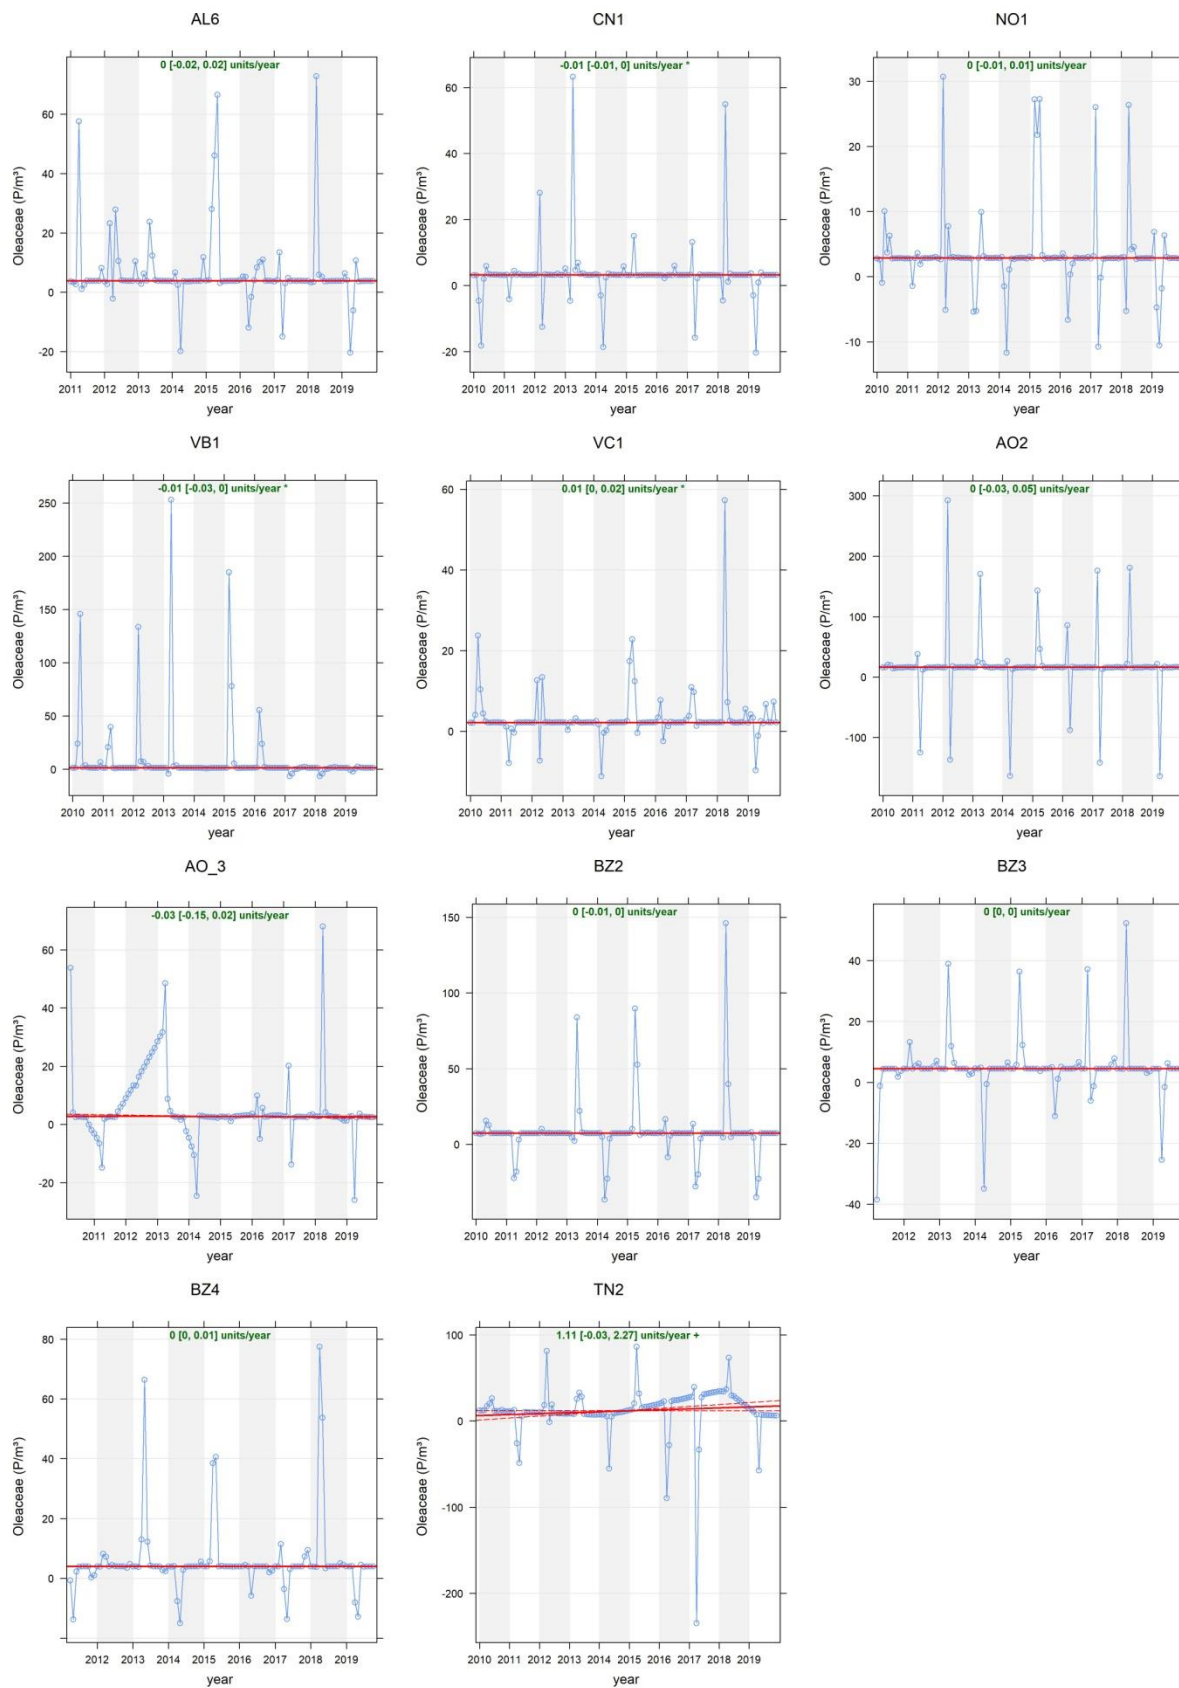 AL6
0 [-0.02, 0.02] units/year
Oleaceae (P/m³)
60
40
20
0
-20
2011 2012 2013 2014 2015 2016 2017 2018 2019
year
CN1
-0.01 [-0.01, 0] units/year *
Oleaceae (P/m³)
60
40
20
0
-20
2010 2011 2012 2013 2014 2015 2016 2017 2018 2019
year
NO1
0 [-0.01, 0.01] units/year
Oleaceae (P/m³)
30
20
10
0
-10
2010 2011 2012 2013 2014 2015 2016 2017 2018 2019
year
VB1
-0.01 [-0.03, 0] units/year *
Oleaceae (P/m³)
250
200
150
100
50
0
2010 2011 2012 2013 2014 2015 2016 2017 2018 2019
year
VC1
0.01 [0, 0.02] units/year *
Oleaceae (P/m³)
60
40
20
0
2010 2011 2012 2013 2014 2015 2016 2017 2018 2019
year
AO2
0 [-0.03, 0.05] units/year
Oleaceae (P/m³)
300
200
100
0
-100
2010 2011 2012 2013 2014 2015 2016 2017 2018 2019
year
AO_3
-0.03 [-0.15, 0.02] units/year
Oleaceae (P/m³)
60
40
20
0
-20
2011 2012 2013 2014 2015 2016 2017 2018 2019
year
BZ2
0 [-0.01, 0] units/year
Oleaceae (P/m³)
150
100
50
0
2010 2011 2012 2013 2014 2015 2016 2017 2018 2019
year
BZ3
0 [0, 0] units/year
Oleaceae (P/m³)
40
20
0
-20
-40
2012 2013 2014 2015 2016 2017 2018 2019
year
BZ4
0 [0, 0.01] units/year
Oleaceae (P/m³)
80
60
40
20
0
2012 2013 2014 2015 2016 2017 2018 2019
year
TN2
1.11 [-0.03, 2.27] units/year +
Oleaceae (P/m³)
100
0
-100
-200
2010 2011 2012 2013 2014 2015 2016 2017 2018 2019
year